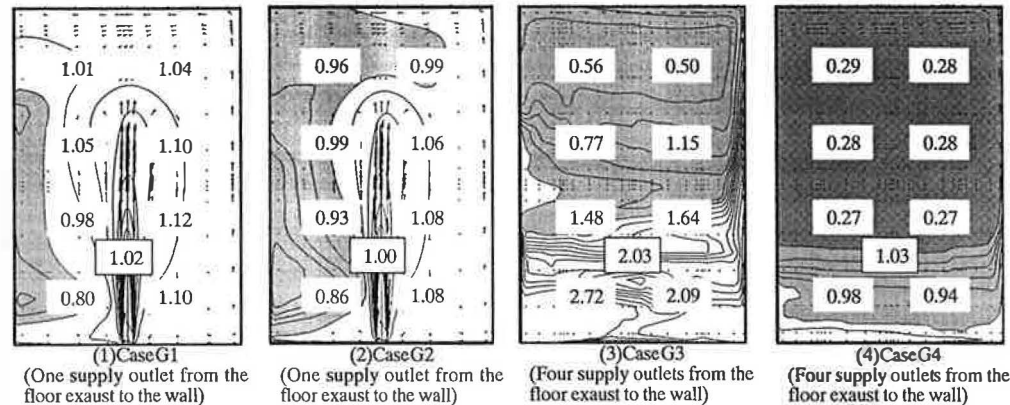 1.01 1.04
1.05 1.10
0.98 1.12
1.02
0.80 1.10
(1)CaseG1
(One supply outlet from the
floor exaust to the wall)
0.96 0.99
0.99 1.06
0.93 1.08
1.00
0.86 1.08
(2)CaseG2
(One supply outlet from the
floor exaust to the wall)
0.56 0.50
0.77 1.15
1.48 1.64
2.03
2.72 2.09
(3)CaseG3
(Four supply outlets from the
floor exaust to the wall)
0.29 0.28
0.28 0.28
0.27 0.27
1.03
0.98 0.94
(4)CaseG4
(Four supply outlets from the
floor exaust to the wall)